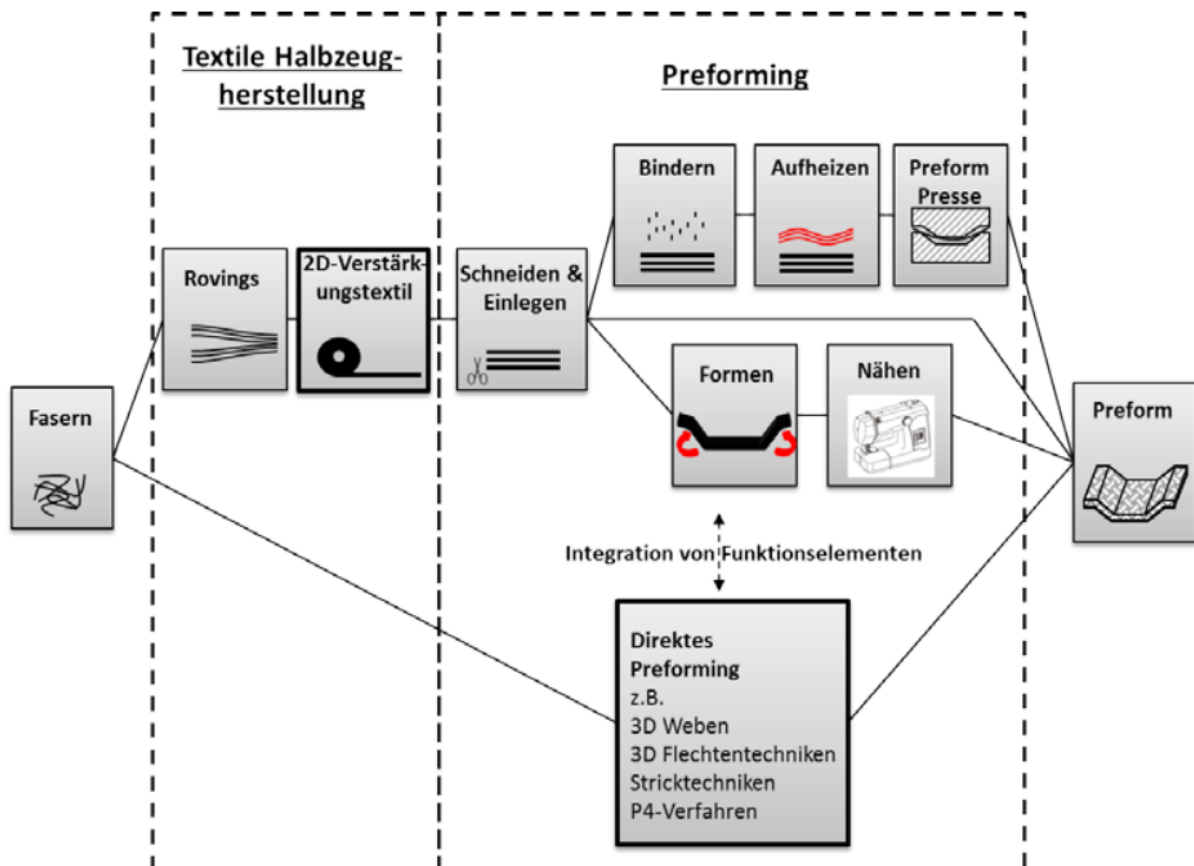 Textile Halbzeug-
herstellung
Preforming
Bindern
Aufheizen
Preform
Presse
Rovings
2D-Verstärk-
ungstextil
Schneiden &
Einlegen
Formen
Nähen
Fasern
Preform
Integration von Funktionselementen
Direktes
Preforming
z.B.
3D Weben
3D Flechtentechniken
Stricktechniken
P4-Verfahren